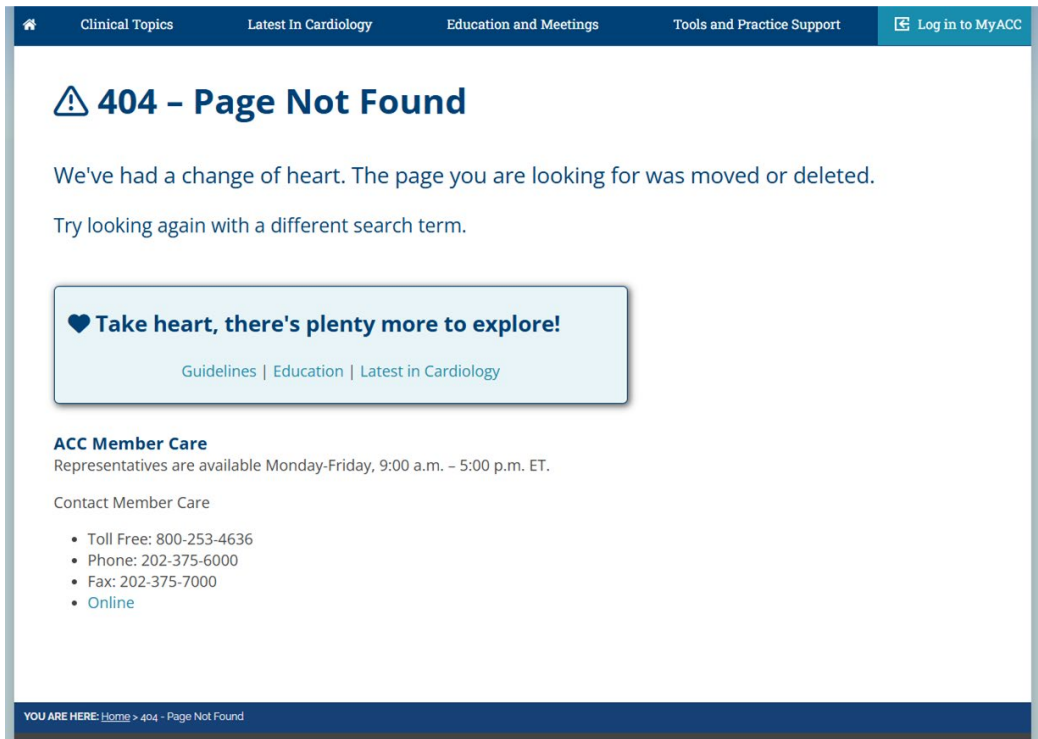 Clinical Topics Latest In Cardiology Education and Meetings Tools and Practice Support Log in to MyACC
404 – Page Not Found
We've had a change of heart. The page you are looking for was moved or deleted.
Try looking again with a different search term.
Take heart, there's plenty more to explore!
Guidelines | Education | Latest in Cardiology
ACC Member Care
Representatives are available Monday-Friday, 9:00 a.m. – 5:00 p.m. ET.
Contact Member Care
• Toll Free: 800-253-4636
• Phone: 202-375-6000
• Fax: 202-375-7000
• Online
YOU ARE HERE: Home > 404 - Page Not Found